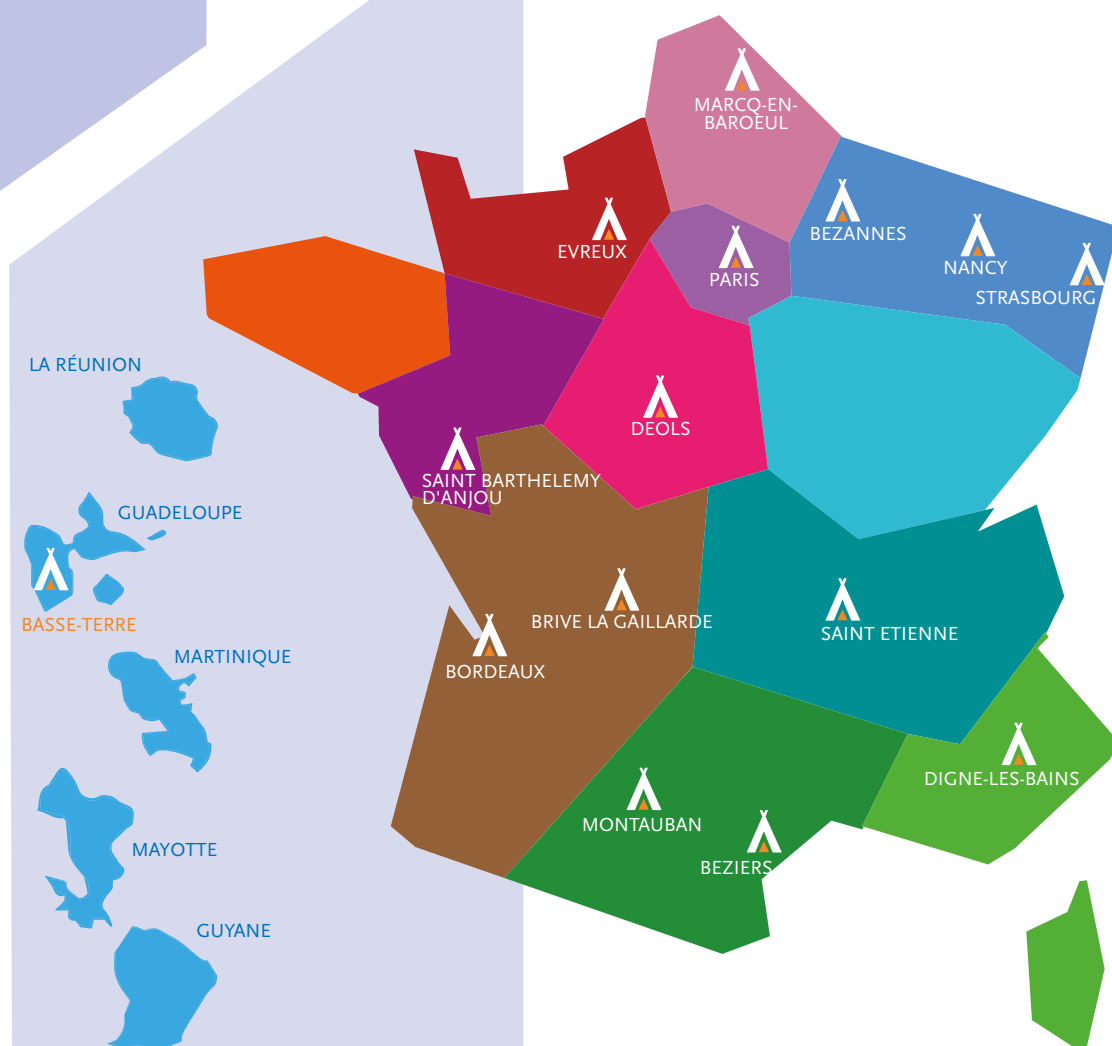 MARCQ-EN-
BAROEUL
BEZANNES
EVREUX
NANCY
PARIS
STRASBOURG
LA RÉUNION
DEOLS
SAINT BARTHELEMY
D'ANJOU
GUADELOUPE
BASSE-TERRE
BRIVE LA GAILLARDE
SAINT ETIENNE
MARTINIQUE
BORDEAUX
DIGNE-LES-BAINS
MONTAUBAN
MAYOTTE
BEZIERS
GUYANE